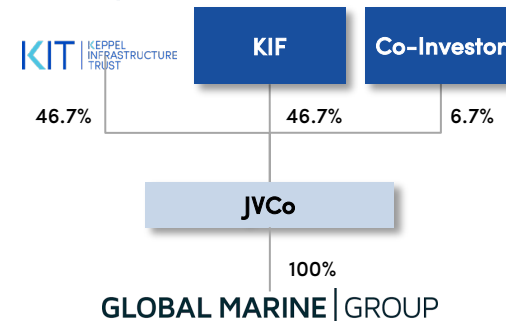 KIT
KEPPEL
INFRASTRUCTURE
TRUST
KIF
Co-Investor
46.7%
46.7%
6.7%
JVCo
100%
GLOBAL MARINE GROUP